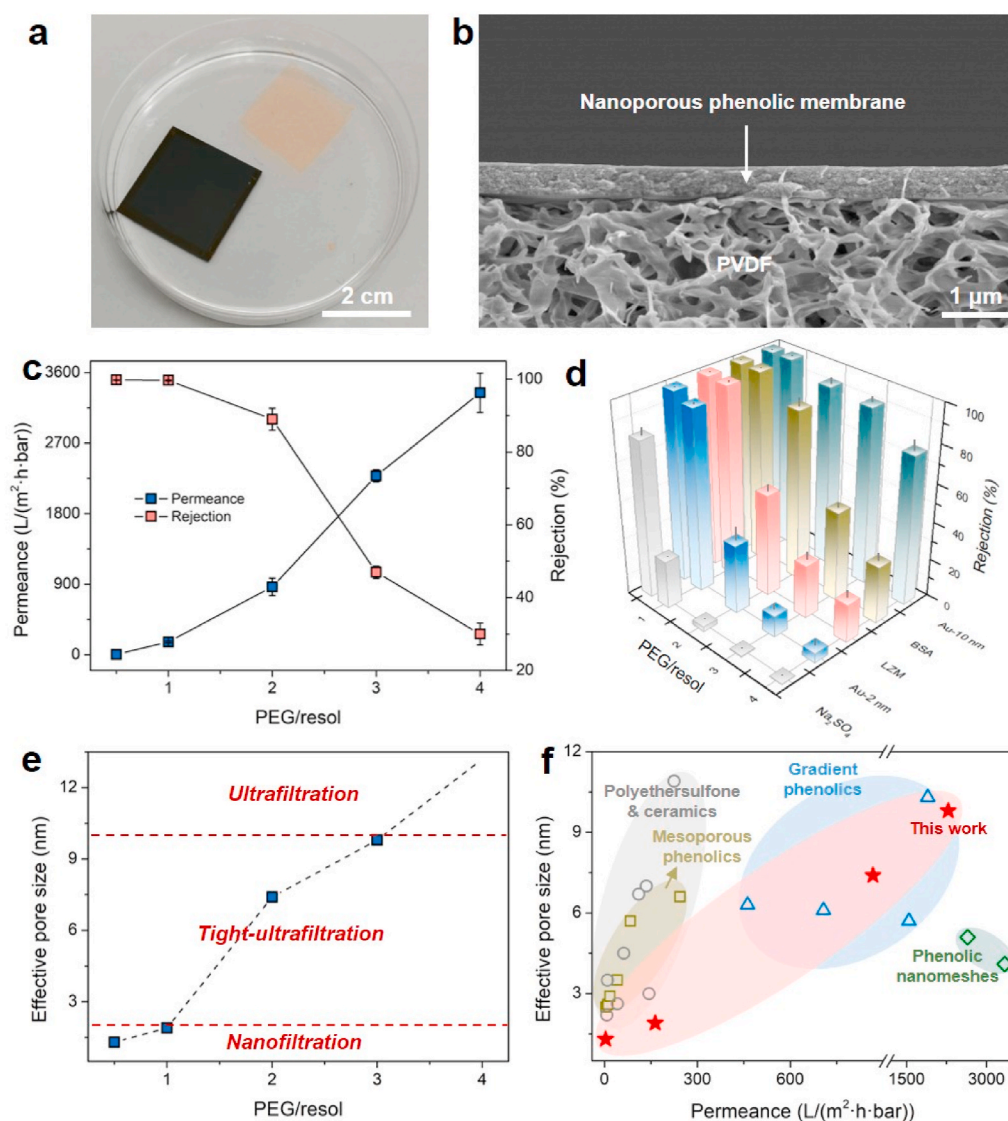 a
2 cm
b
Nanoporous phenolic membrane
PVDF
1 μm
c
3600
2700
1800
900
0
Permeance (L/(m²·h·bar))
Permeance
Rejection
100
80
60
40
20
Rejection (%)
1
2
3
4
PEG/resol
d
100
80
60
40
20
0
Rejection (%)
1
2
3
4
PEG/resol
Au-10 nm
BSA
LZM
Au-2 nm
Na₂SO₄
e
12
9
6
3
Effective pore size (nm)
Ultrafiltration
Tight-ultrafiltration
Nanofiltration
1
2
3
4
PEG/resol
f
12
9
6
3
Effective pore size (nm)
Polyethersulfone
& ceramics
Mesoporous
phenolics
Gradient
phenolics
This work
Phenolic
nanomeshes
0
600
1500
3000
Permeance (L/(m²·h·bar))